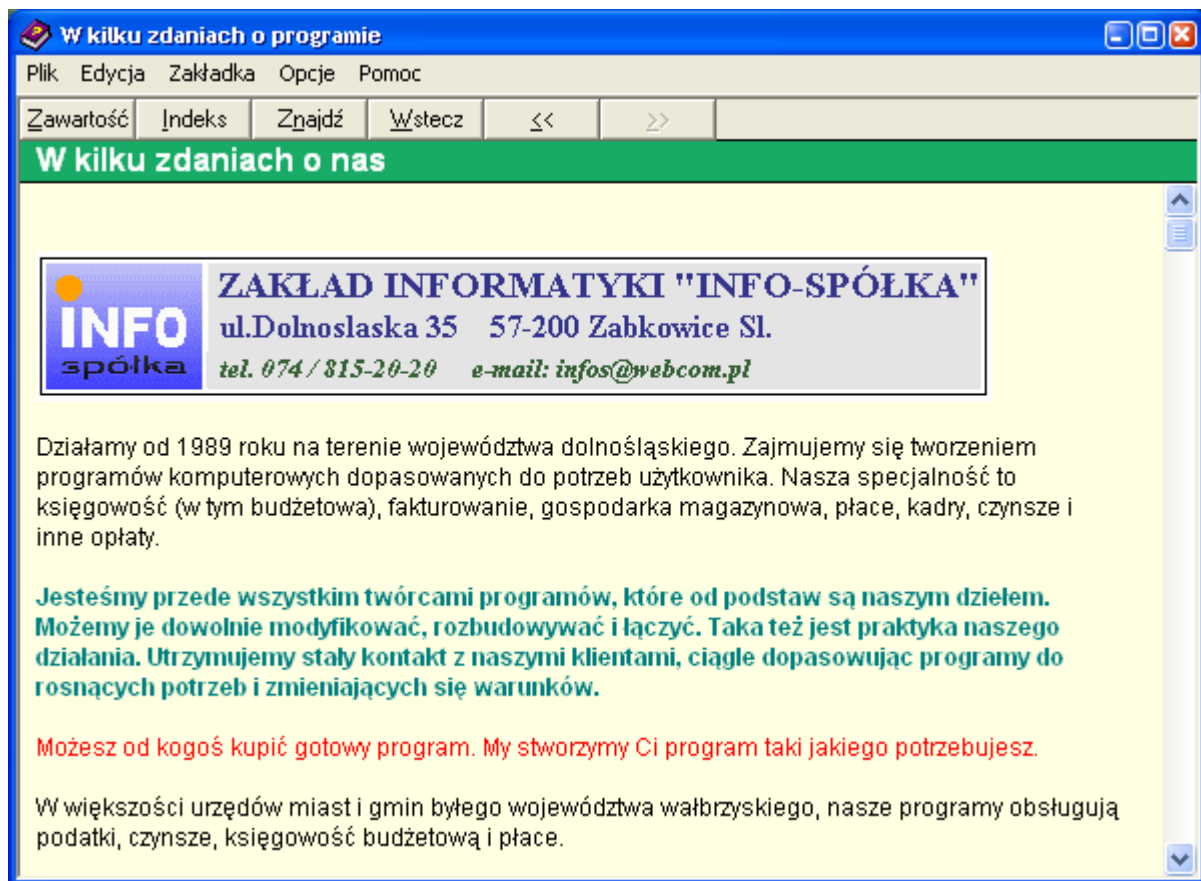 W kilku zdaniach o programie
Plik Edycja Zakładka Opcje Pomoc
Zawartość Indeks Znajdź Wstecz << >>
W kilku zdaniach o nas
INFO
spółka
ZAKŁAD INFORMATYKI "INFO-SPÓŁKA"
ul.Dolnoslaska 35 57-200 Zabkowice Sl.
tel. 074/815-20-20 e-mail: infos@webcom.pl
Działamy od 1989 roku na terenie województwa dolnośląskiego. Zajmujemy się tworzeniem
programów komputerowych dopasowanych do potrzeb użytkownika. Nasza specjalność to
księgowość (w tym budżetowa), fakturowanie, gospodarka magazynowa, płace, kadry, czynsze i
inne opłaty.
Jesteśmy przede wszystkim twórcami programów, które od podstaw są naszym dziełem.
Możemy je dowolnie modyfikować, rozbudowywać i łączyć. Taka też jest praktyka naszego
działania. Utrzymujemy stały kontakt z naszymi klientami, ciągle dopasowując programy do
rosnących potrzeb i zmieniających się warunków.
Możesz od kogoś kupić gotowy program. My stworzymy Ci program taki jakiego potrzebujesz.
W większości urzędów miast i gmin byłego województwa wałbrzyskiego, nasze programy obsługują
podatki, czynsze, księgowość budżetową i płace.